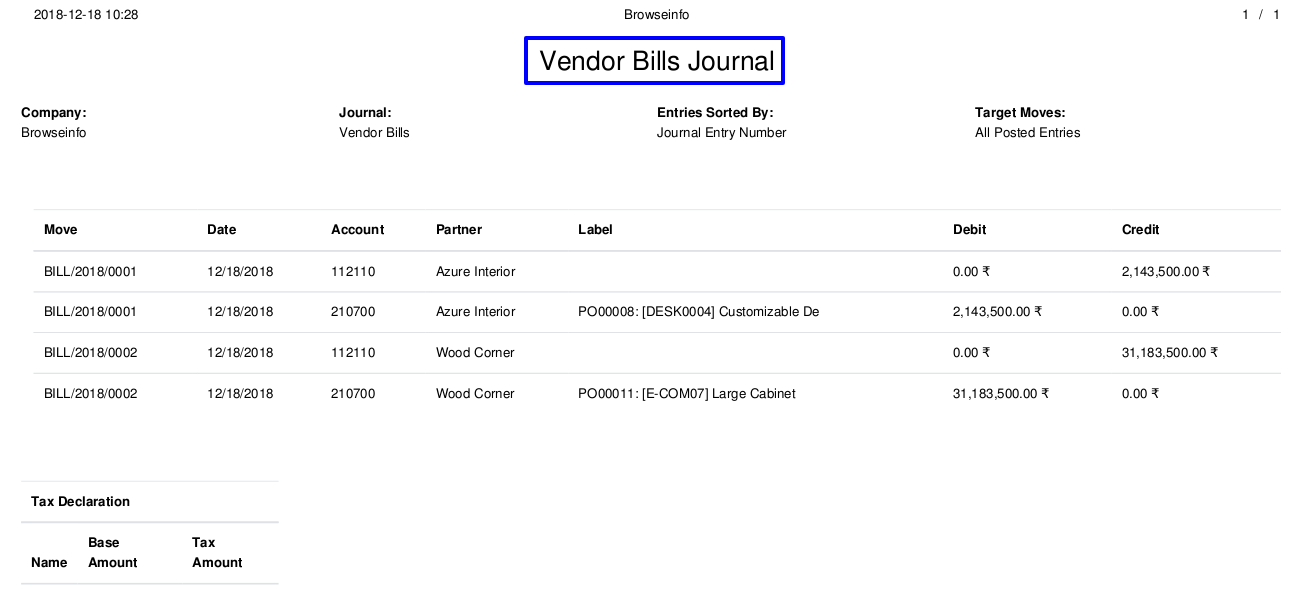 2018-12-18 10:28 Browseinfo 1 / 1
Vendor Bills Journal
Company: Journal: Entries Sorted By: Target Moves:
Browseinfo Vendor Bills Journal Entry Number All Posted Entries
Move Date Account Partner Label Debit Credit
BILL/2018/0001 12/18/2018 112110 Azure Interior 0.00 ₹ 2,143,500.00 ₹
BILL/2018/0001 12/18/2018 210700 Azure Interior PO00008: [DESK0004] Customizable De 2,143,500.00 ₹ 0.00 ₹
BILL/2018/0002 12/18/2018 112110 Wood Corner 0.00 ₹ 31,183,500.00 ₹
BILL/2018/0002 12/18/2018 210700 Wood Corner PO00011: [E-COM07] Large Cabinet 31,183,500.00 ₹ 0.00 ₹
Tax Declaration
Base Tax
Name Amount Amount